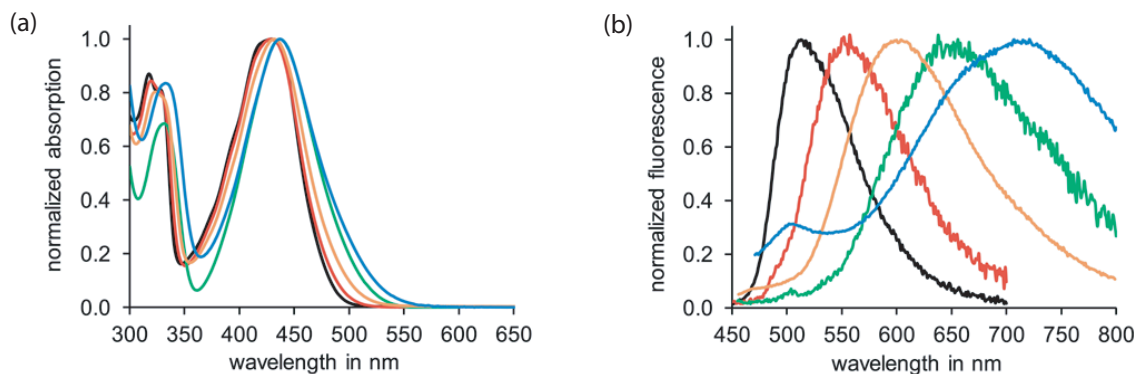 (a)
normalized absorption
1.0
0.8
0.6
0.4
0.2
0.0
300 350 400 450 500 550 600 650
wavelength in nm
(b)
normalized fluorescence
1.0
0.8
0.6
0.4
0.2
0.0
450 500 550 600 650 700 750 800
wavelength in nm